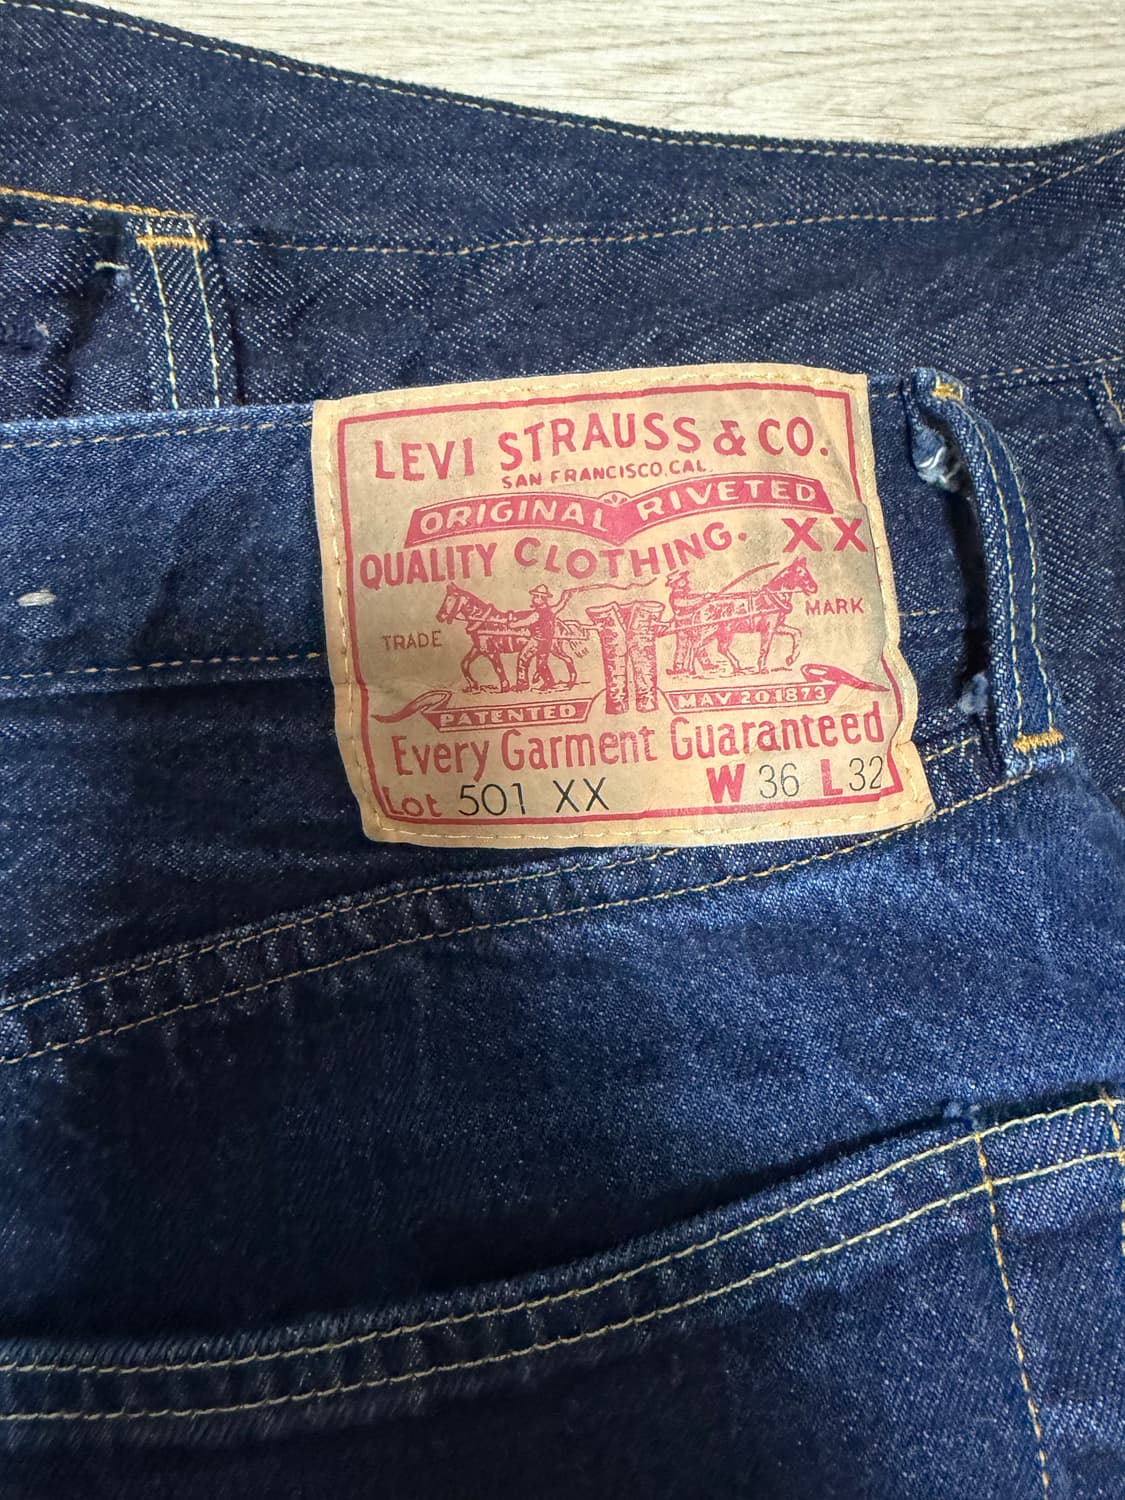 LEVI STRAUSS & CO.
SAN FRANCISCO, CAL.
ORIGINAL RIVETED
QUALITY CLOTHING. XX
TRADE MARK
PATENTED MAY 20 1873
Every Garment Guaranteed
Lot 501 XX W 36 L 32